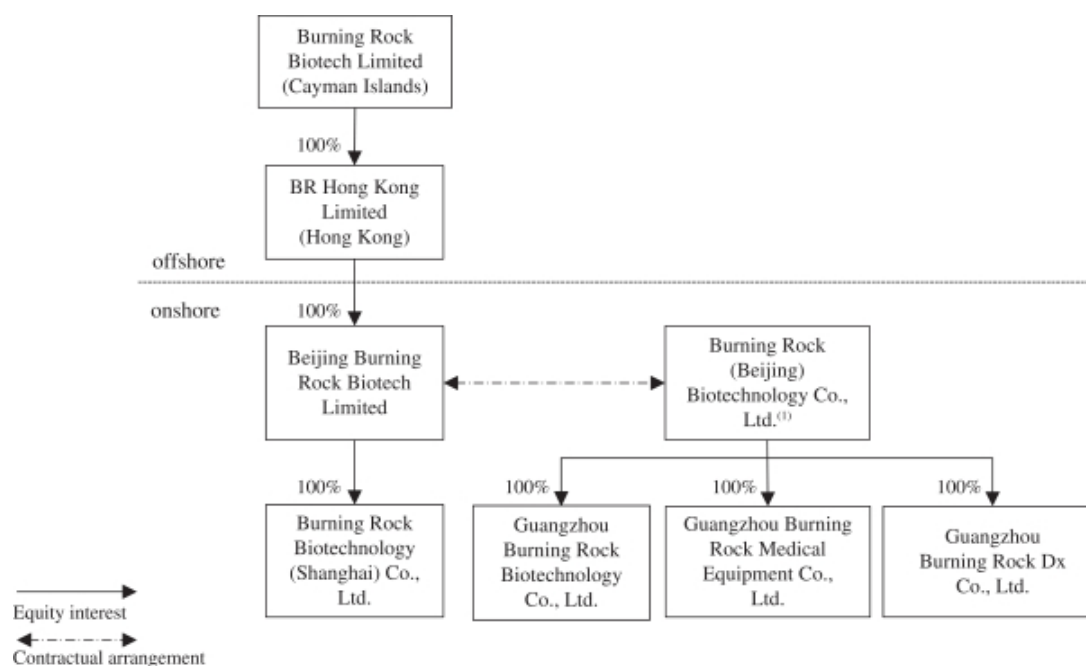 Burning Rock
Biotech Limited
(Cayman Islands)
100%
BR Hong Kong
Limited
(Hong Kong)
offshore
onshore
100%
Beijing Burning
Rock Biotech
Limited
Burning Rock
(Beijing)
Biotechnology Co.,
Ltd.(1)
100%
100%
100%
100%
Burning Rock
Biotechnology
(Shanghai) Co.,
Ltd.
Guangzhou
Burning Rock
Biotechnology
Co., Ltd.
Guangzhou Burning
Rock Medical
Equipment Co.,
Ltd.
Guangzhou
Burning Rock Dx
Co., Ltd.
Equity interest
Contractual arrangement